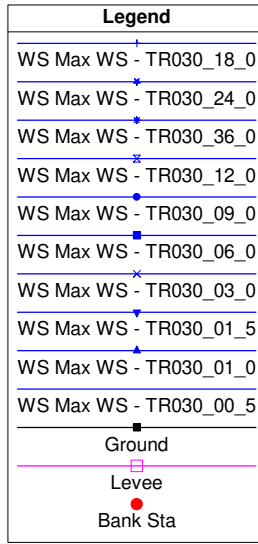 Legend
WS Max WS - TR030_18_0
WS Max WS - TR030_24_0
WS Max WS - TR030_36_0
WS Max WS - TR030_12_0
WS Max WS - TR030_09_0
WS Max WS - TR030_06_0
WS Max WS - TR030_03_0
WS Max WS - TR030_01_5
WS Max WS - TR030_01_0
WS Max WS - TR030_00_5
Ground
Levee
Bank Sta